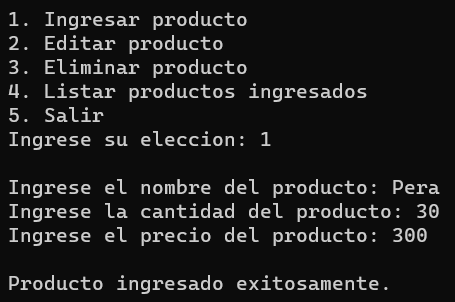 1. Ingresar producto
2. Editar producto
3. Eliminar producto
4. Listar productos ingresados
5. Salir
Ingrese su eleccion: 1
Ingrese el nombre del producto: Pera
Ingrese la cantidad del producto: 30
Ingrese el precio del producto: 300
Producto ingresado exitosamente.